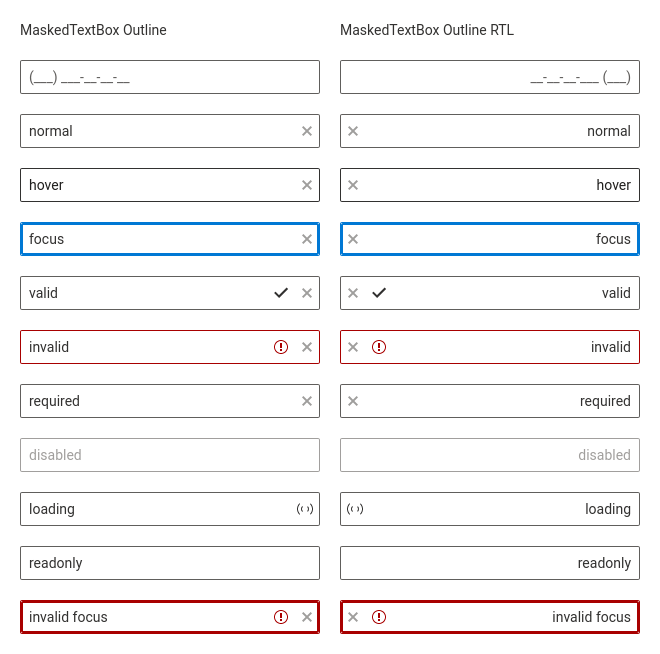 MaskedTextBox Outline
MaskedTextBox Outline RTL
(___) ___-__-__-__
__-__-__-___ (___)
normal
normal
hover
hover
focus
focus
valid
valid
invalid
invalid
required
required
disabled
disabled
loading
loading
readonly
readonly
invalid focus
invalid focus